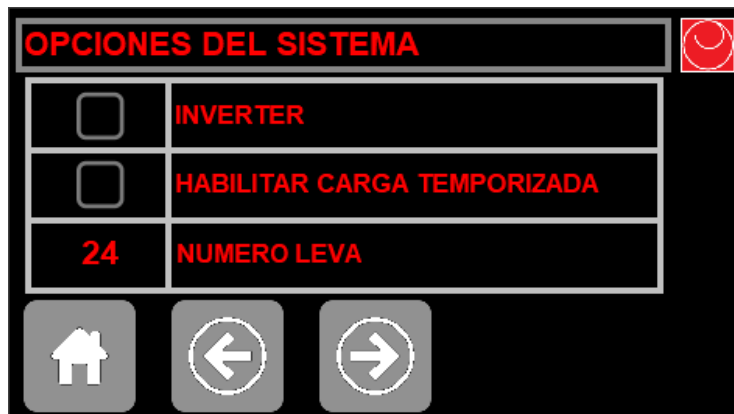 OPCIONES DEL SISTEMA
INVERTER
HABILITAR CARGA TEMPORIZADA
24 NUMERO LEVA